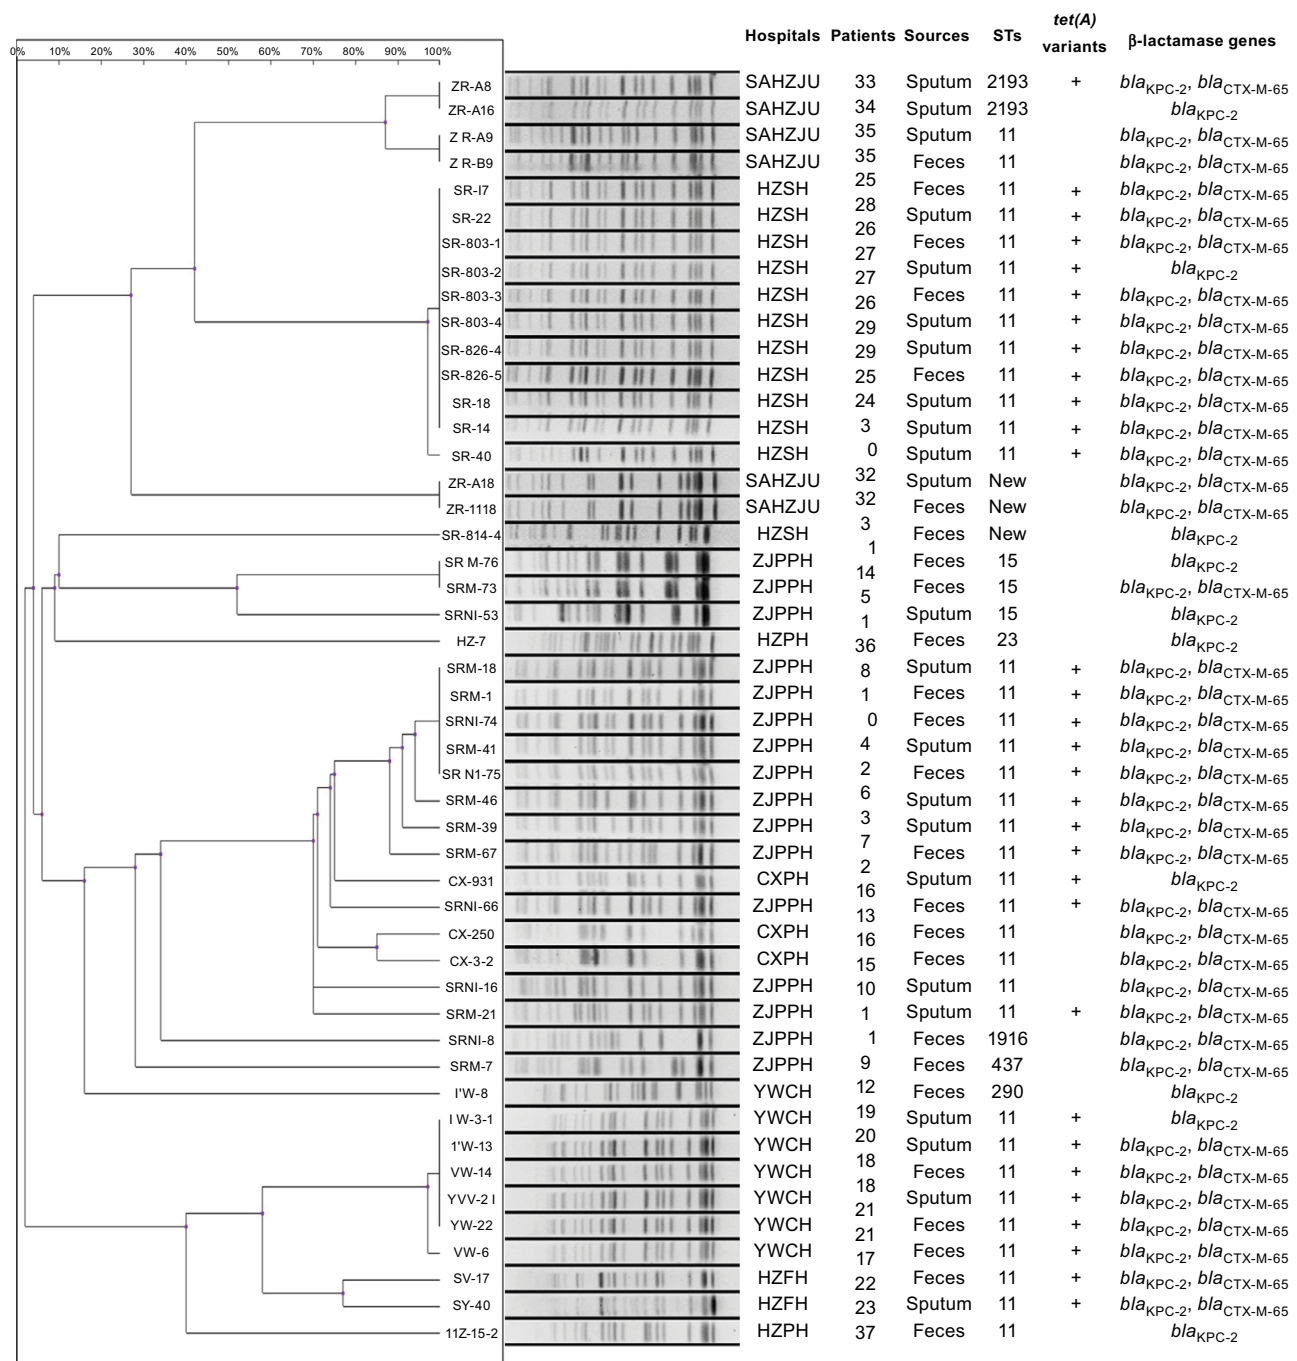 Hospitals Patients Sources STs tet(A) variants β-lactamase genes
0% 10% 20% 30% 40% 50% 60% 70% 80% 90% 100%
ZR-A8 SAHZJU 33 Sputum 2193 + blaKPC-2, blaCTX-M-65
ZR-A16 SAHZJU 34 Sputum 2193 blaKPC-2
Z R-A9 SAHZJU 35 Sputum 11 blaKPC-2, blaCTX-M-65
Z R-B9 SAHZJU 35 Feces 11 blaKPC-2, blaCTX-M-65
SR-I7 HZSH 25 Feces 11 + blaKPC-2, blaCTX-M-65
SR-22 HZSH 28 Sputum 11 + blaKPC-2, blaCTX-M-65
SR-803-1 HZSH 26 Feces 11 + blaKPC-2, blaCTX-M-65
SR-803-2 HZSH 27 Sputum 11 + blaKPC-2
SR-803-3 HZSH 27 Feces 11 + blaKPC-2, blaCTX-M-65
SR-803-4 HZSH 26 Sputum 11 + blaKPC-2, blaCTX-M-65
SR-826-4 HZSH 29 Sputum 11 + blaKPC-2, blaCTX-M-65
SR-826-5 HZSH 29 Feces 11 + blaKPC-2, blaCTX-M-65
SR-18 HZSH 25 Sputum 11 + blaKPC-2, blaCTX-M-65
SR-14 HZSH 24 Sputum 11 + blaKPC-2, blaCTX-M-65
SR-40 HZSH 3 0 Sputum 11 + blaKPC-2, blaCTX-M-65
ZR-A18 SAHZJU 32 Sputum New blaKPC-2, blaCTX-M-65
ZR-1118 SAHZJU 32 Feces New blaKPC-2, blaCTX-M-65
SR-814-4 HZSH 3 1 Feces New blaKPC-2
SR M-76 ZJPPH 14 Feces 15 blaKPC-2
SRM-73 ZJPPH 5 Feces 15 blaKPC-2, blaCTX-M-65
SRNI-53 ZJPPH 1 Sputum 15 blaKPC-2
HZ-7 HZPH 36 Feces 23 blaKPC-2
SRM-18 ZJPPH 8 Sputum 11 + blaKPC-2, blaCTX-M-65
SRM-1 ZJPPH 1 Feces 11 + blaKPC-2, blaCTX-M-65
SRNI-74 ZJPPH 0 Feces 11 + blaKPC-2, blaCTX-M-65
SRM-41 ZJPPH 4 Sputum 11 + blaKPC-2, blaCTX-M-65
SR N1-75 ZJPPH 2 Feces 11 + blaKPC-2, blaCTX-M-65
SRM-46 ZJPPH 6 Sputum 11 + blaKPC-2, blaCTX-M-65
SRM-39 ZJPPH 3 Sputum 11 + blaKPC-2, blaCTX-M-65
SRM-67 ZJPPH 7 Feces 11 + blaKPC-2, blaCTX-M-65
CX-931 CXPH 2 Sputum 11 + blaKPC-2
SRNI-66 ZJPPH 16 Feces 11 + blaKPC-2, blaCTX-M-65
CX-250 CXPH 13 Feces 11 blaKPC-2, blaCTX-M-65
CX-3-2 CXPH 16 Feces 11 blaKPC-2, blaCTX-M-65
SRNI-16 ZJPPH 15 Sputum 11 blaKPC-2, blaCTX-M-65
SRM-21 ZJPPH 10 Sputum 11 + blaKPC-2, blaCTX-M-65
SRNI-8 ZJPPH 1 1 Feces 1916 blaKPC-2, blaCTX-M-65
SRM-7 ZJPPH 9 Feces 437 blaKPC-2, blaCTX-M-65
I'W-8 YWCH 12 Feces 290 blaKPC-2
I W-3-1 YWCH 19 Sputum 11 + blaKPC-2
1'W-13 YWCH 20 Sputum 11 + blaKPC-2, blaCTX-M-65
VW-14 YWCH 18 Feces 11 + blaKPC-2, blaCTX-M-65
YVV-2 I YWCH 18 Sputum 11 + blaKPC-2, blaCTX-M-65
YW-22 YWCH 21 Feces 11 + blaKPC-2, blaCTX-M-65
VW-6 YWCH 21 Feces 11 + blaKPC-2, blaCTX-M-65
SV-17 HZFH 17 22 Feces 11 + blaKPC-2, blaCTX-M-65
SY-40 HZFH 23 Sputum 11 + blaKPC-2, blaCTX-M-65
11Z-15-2 HZPH 37 Feces 11 blaKPC-2